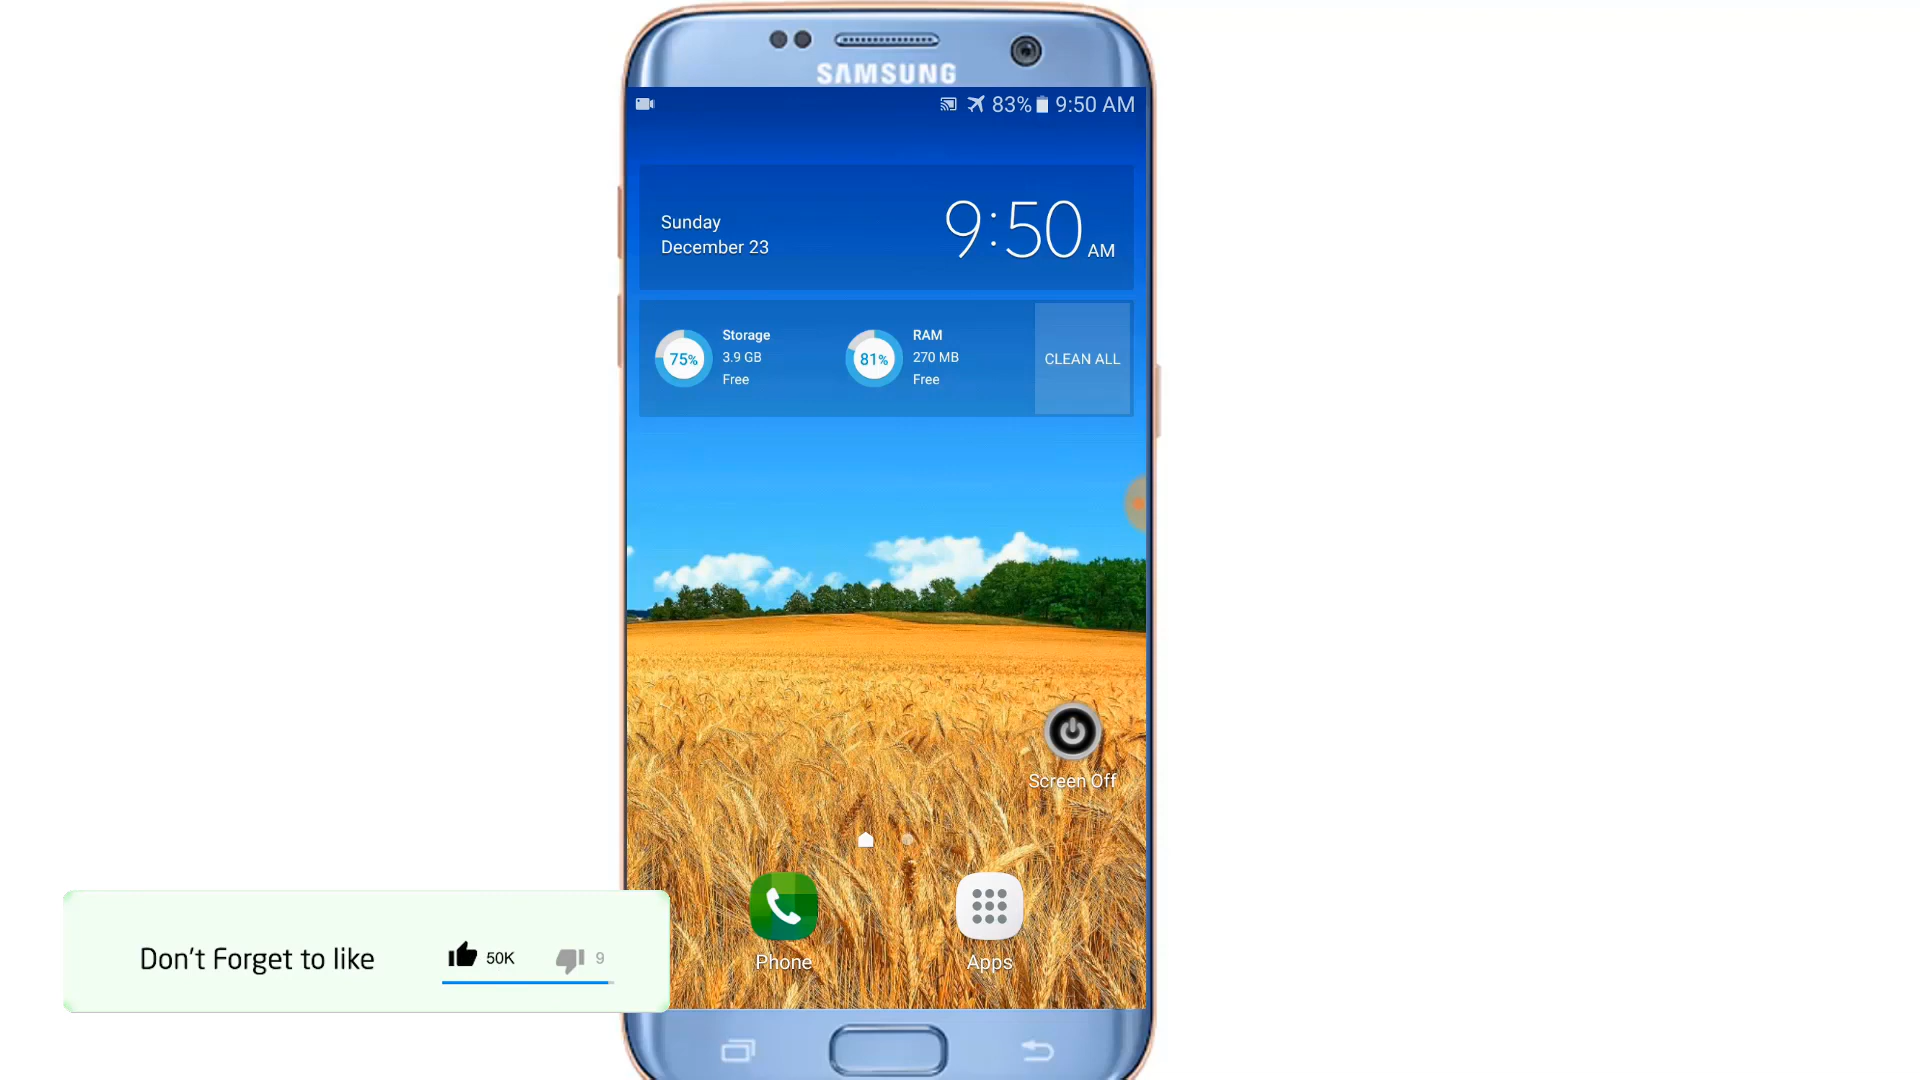 SAMSUNG
83% 9:50 AM
Sunday
December 23
9:50 AM
75%
Storage
3.9 GB
Free
81%
RAM
270 MB
Free
CLEAN ALL
Screen Off
Phone
Apps
Don't Forget to like
50K
9